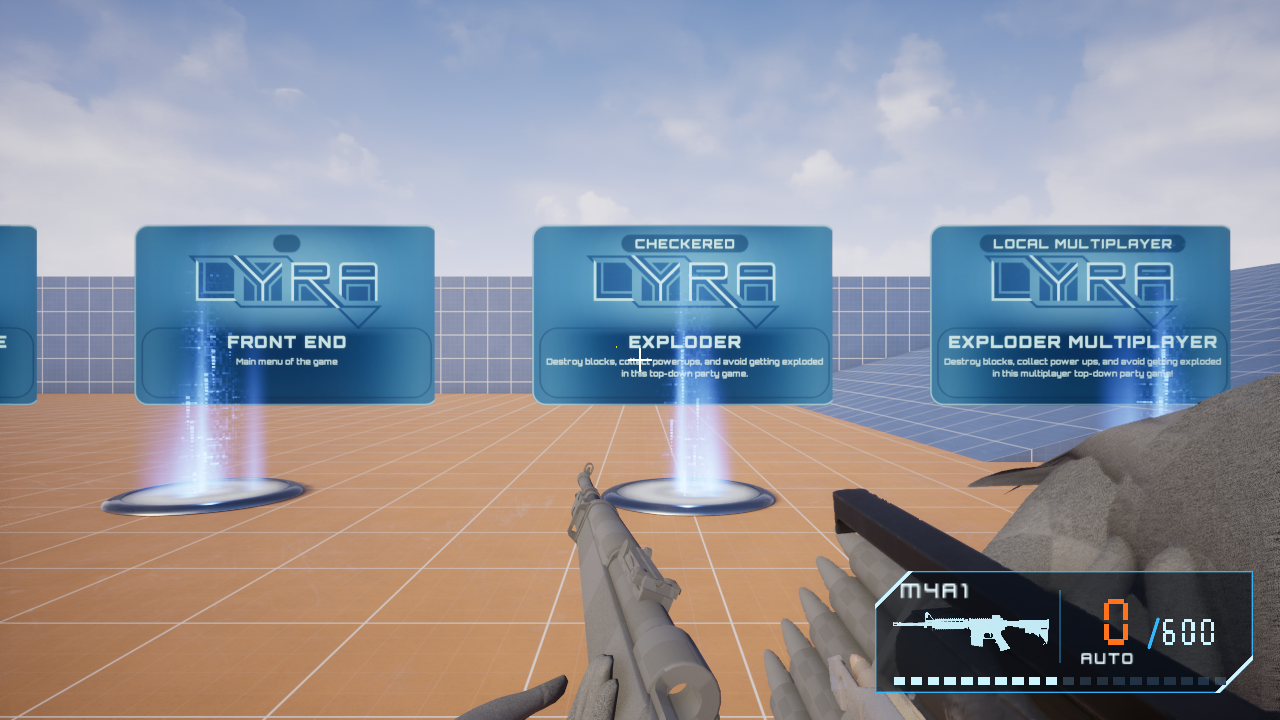 E
LYRA
FRONT END
Main menu of the game
CHECKERED
LYRA
EXPLODER
Destroy blocks, collect power ups, and avoid getting exploded
in this top-down party game.
LOCAL MULTIPLAYER
LYRA
EXPLODER MULTIPLAYER
Destroy blocks, collect power ups, and avoid getting exploded
in this multiplayer top-down party game!
M4A1
0 /600
AUTO